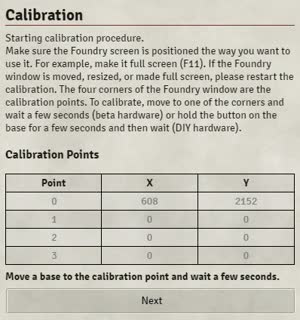 Calibration
Starting calibration procedure.
Make sure the Foundry screen is positioned the way you want to
use it. For example, make it full screen (F11). If the Foundry
window is moved, resized, or made full screen, please restart the
calibration. The four corners of the Foundry window are the
calibration points. To calibrate, move to one of the corners and
wait a few seconds (beta hardware) or hold the button on the
base for a few seconds and then wait (DIY hardware).
Calibration Points
Point X Y
0 608 2152
1 0 0
2 0 0
3 0 0
Move a base to the calibration point and wait a few seconds.
Next